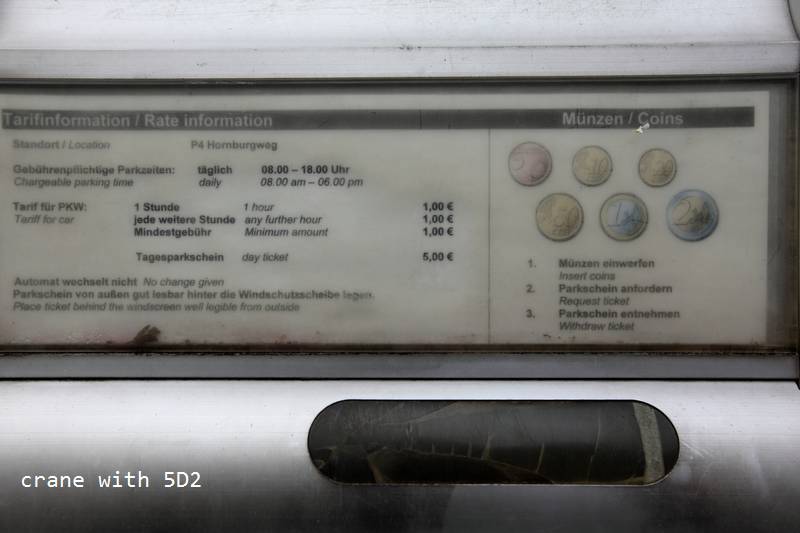 Tarifinformation / Rate information
Standort / Location P4 Hornburgweg
Gebührenpflichtige Parkzeiten: täglich 08.00 - 18.00 Uhr
Chargeable parking time daily 08.00 am - 06.00 pm
Tarif für PKW: 1 Stunde 1 hour 1,00 €
Tariff for car jede weitere Stunde any further hour 1,00 €
Mindestgebühr Minimum amount 1,00 €
Tagesparkschein day ticket 5,00 €
Automat wechselt nicht No change given
Parkschein von außen gut lesbar hinter die Windschutzscheibe legen.
Place ticket behind the windscreen well legible from outside
Münzen / Coins
1. Münzen einwerfen
Insert coins
2. Parkschein anfordern
Request ticket
3. Parkschein entnehmen
Withdraw ticket
crane with 5D2